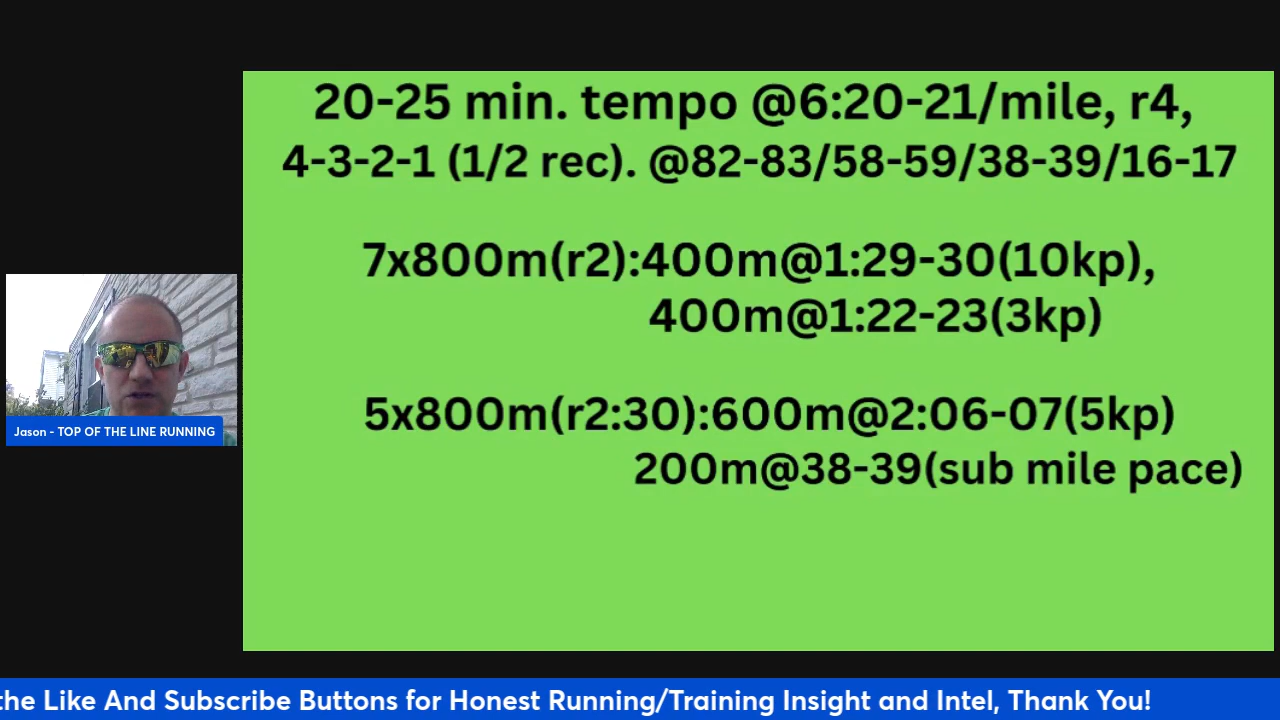 20-25 min. tempo @6:20-21/mile, r4,
4-3-2-1 (1/2 rec). @82-83/58-59/38-39/16-17
7x800m(r2):400m@1:29-30(10kp),
400m@1:22-23(3kp)
5x800m(r2:30):600m@2:06-07(5kp)
200m@38-39(sub mile pace)
Jason - TOP OF THE LINE RUNNING
the Like And Subscribe Buttons for Honest Running/Training Insight and Intel, Thank You!